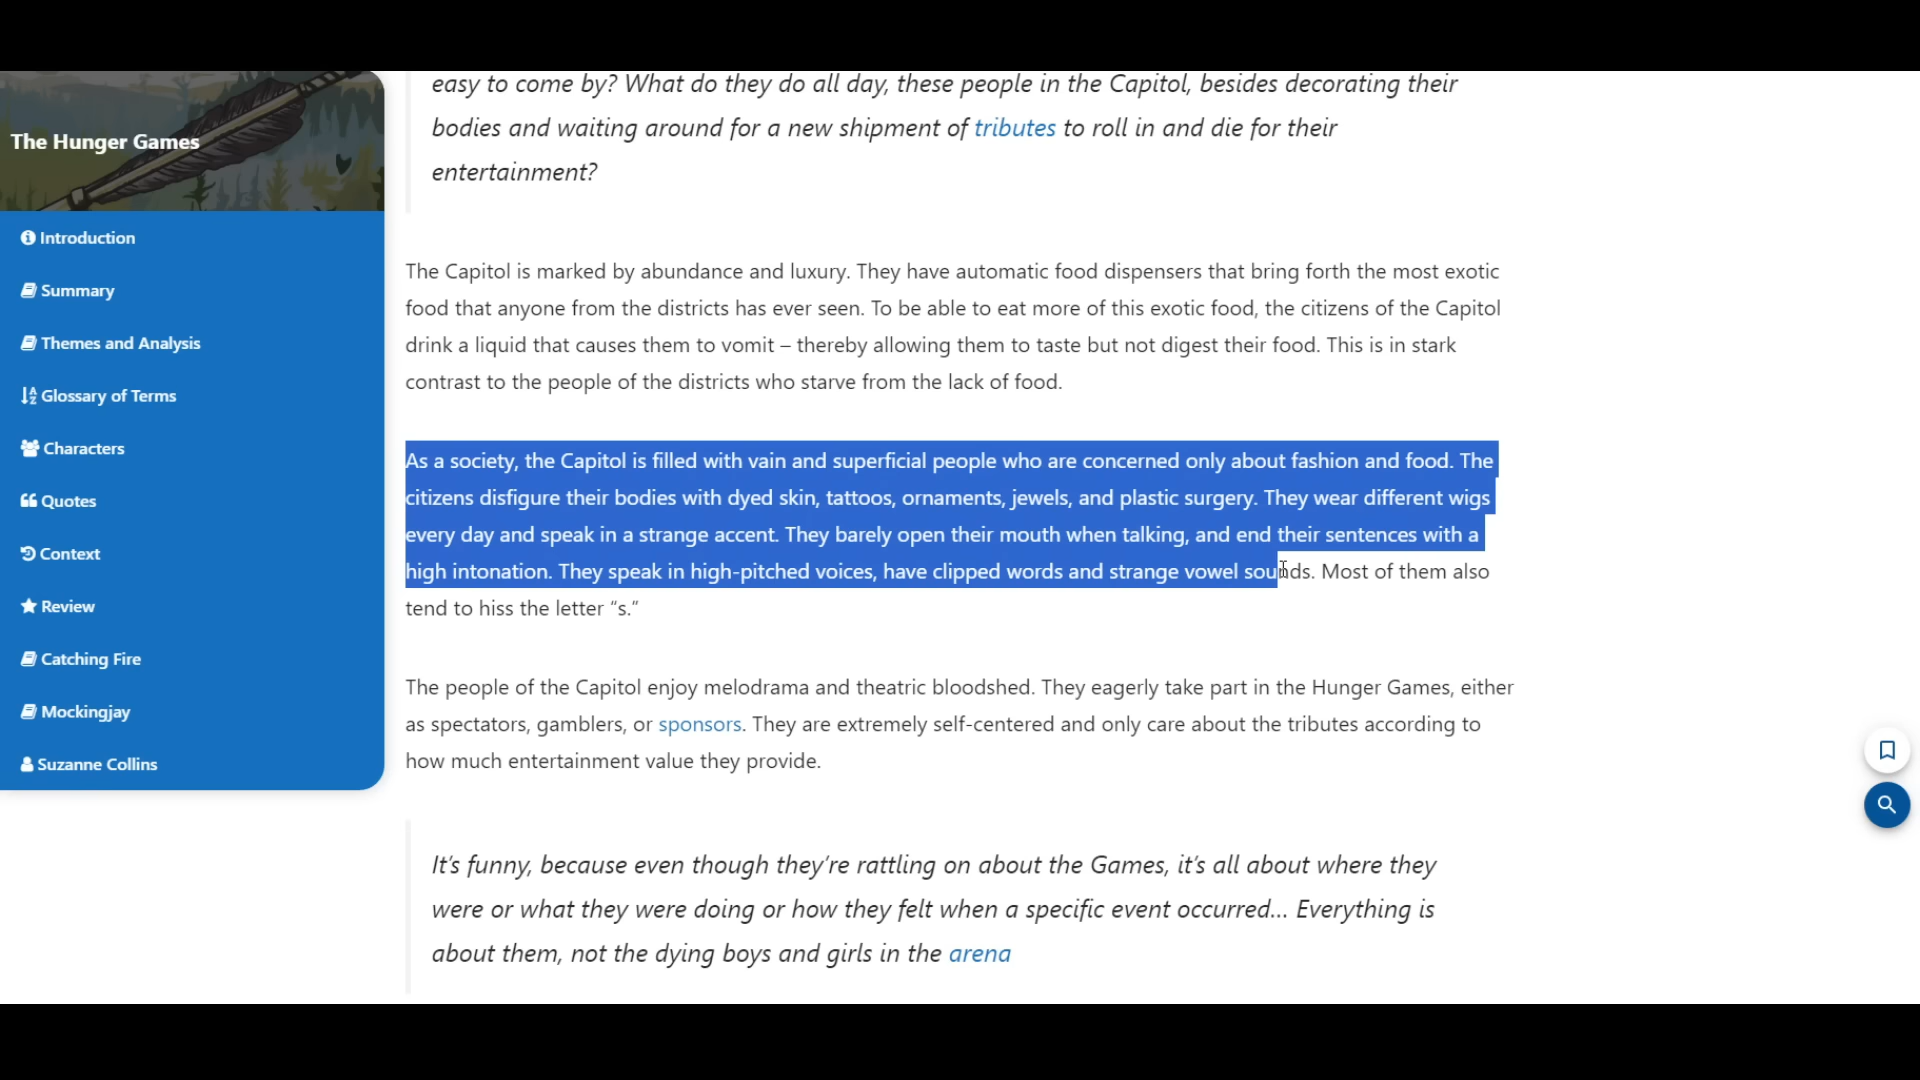 The Hunger Games
Introduction
Summary
Themes and Analysis
Glossary of Terms
Characters
Quotes
Context
Review
Catching Fire
Mockingjay
Suzanne Collins
easy to come by? What do they do all day, these people in the Capitol, besides decorating their
bodies and waiting around for a new shipment of tributes to roll in and die for their
entertainment?
The Capitol is marked by abundance and luxury. They have automatic food dispensers that bring forth the most exotic
food that anyone from the districts has ever seen. To be able to eat more of this exotic food, the citizens of the Capitol
drink a liquid that causes them to vomit – thereby allowing them to taste but not digest their food. This is in stark
contrast to the people of the districts who starve from the lack of food.
As a society, the Capitol is filled with vain and superficial people who are concerned only about fashion and food. The
citizens disfigure their bodies with dyed skin, tattoos, ornaments, jewels, and plastic surgery. They wear different wigs
every day and speak in a strange accent. They barely open their mouth when talking, and end their sentences with a
high intonation. They speak in high-pitched voices, have clipped words and strange vowel sounds. Most of them also
tend to hiss the letter “s.”
The people of the Capitol enjoy melodrama and theatric bloodshed. They eagerly take part in the Hunger Games, either
as spectators, gamblers, or sponsors. They are extremely self-centered and only care about the tributes according to
how much entertainment value they provide.
It’s funny, because even though they’re rattling on about the Games, it’s all about where they
were or what they were doing or how they felt when a specific event occurred… Everything is
about them, not the dying boys and girls in the arena